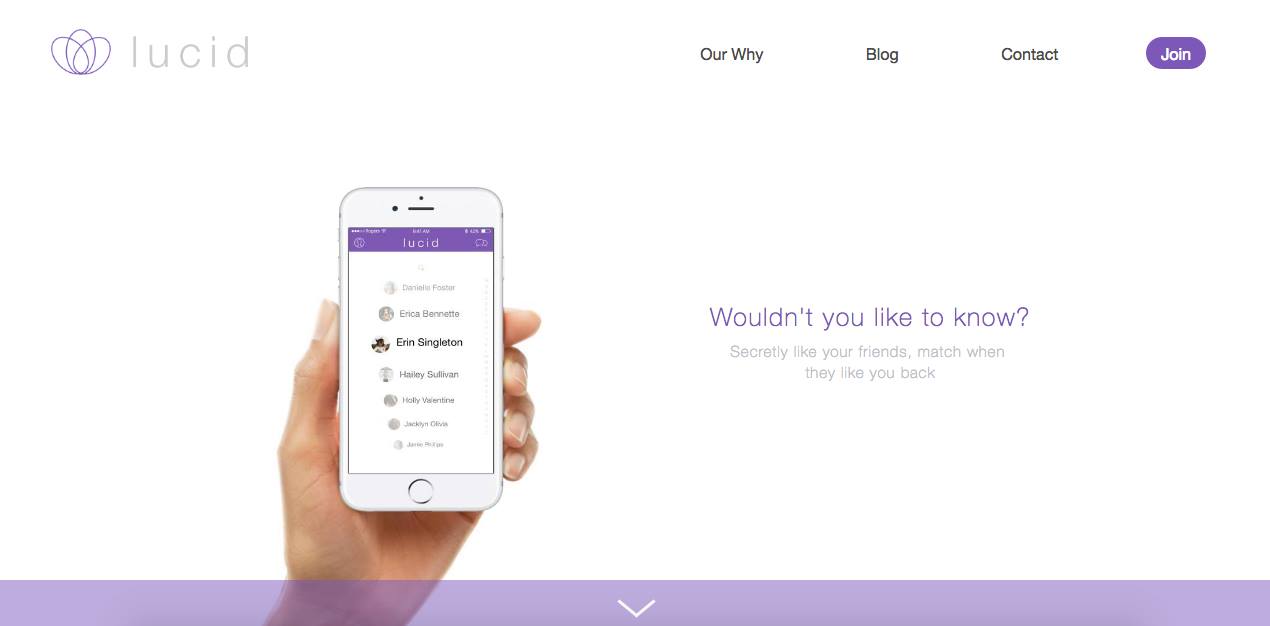 lucid
Our Why
Blog
Contact
Join
Rogers
9:41 AM
42%
lucid
Danielle Foster
Erica Bennette
Erin Singleton
Hailey Sullivan
Holly Valentine
Jacklyn Olivia
Jamie Phillips
Wouldn't you like to know?
Secretly like your friends, match when
they like you back